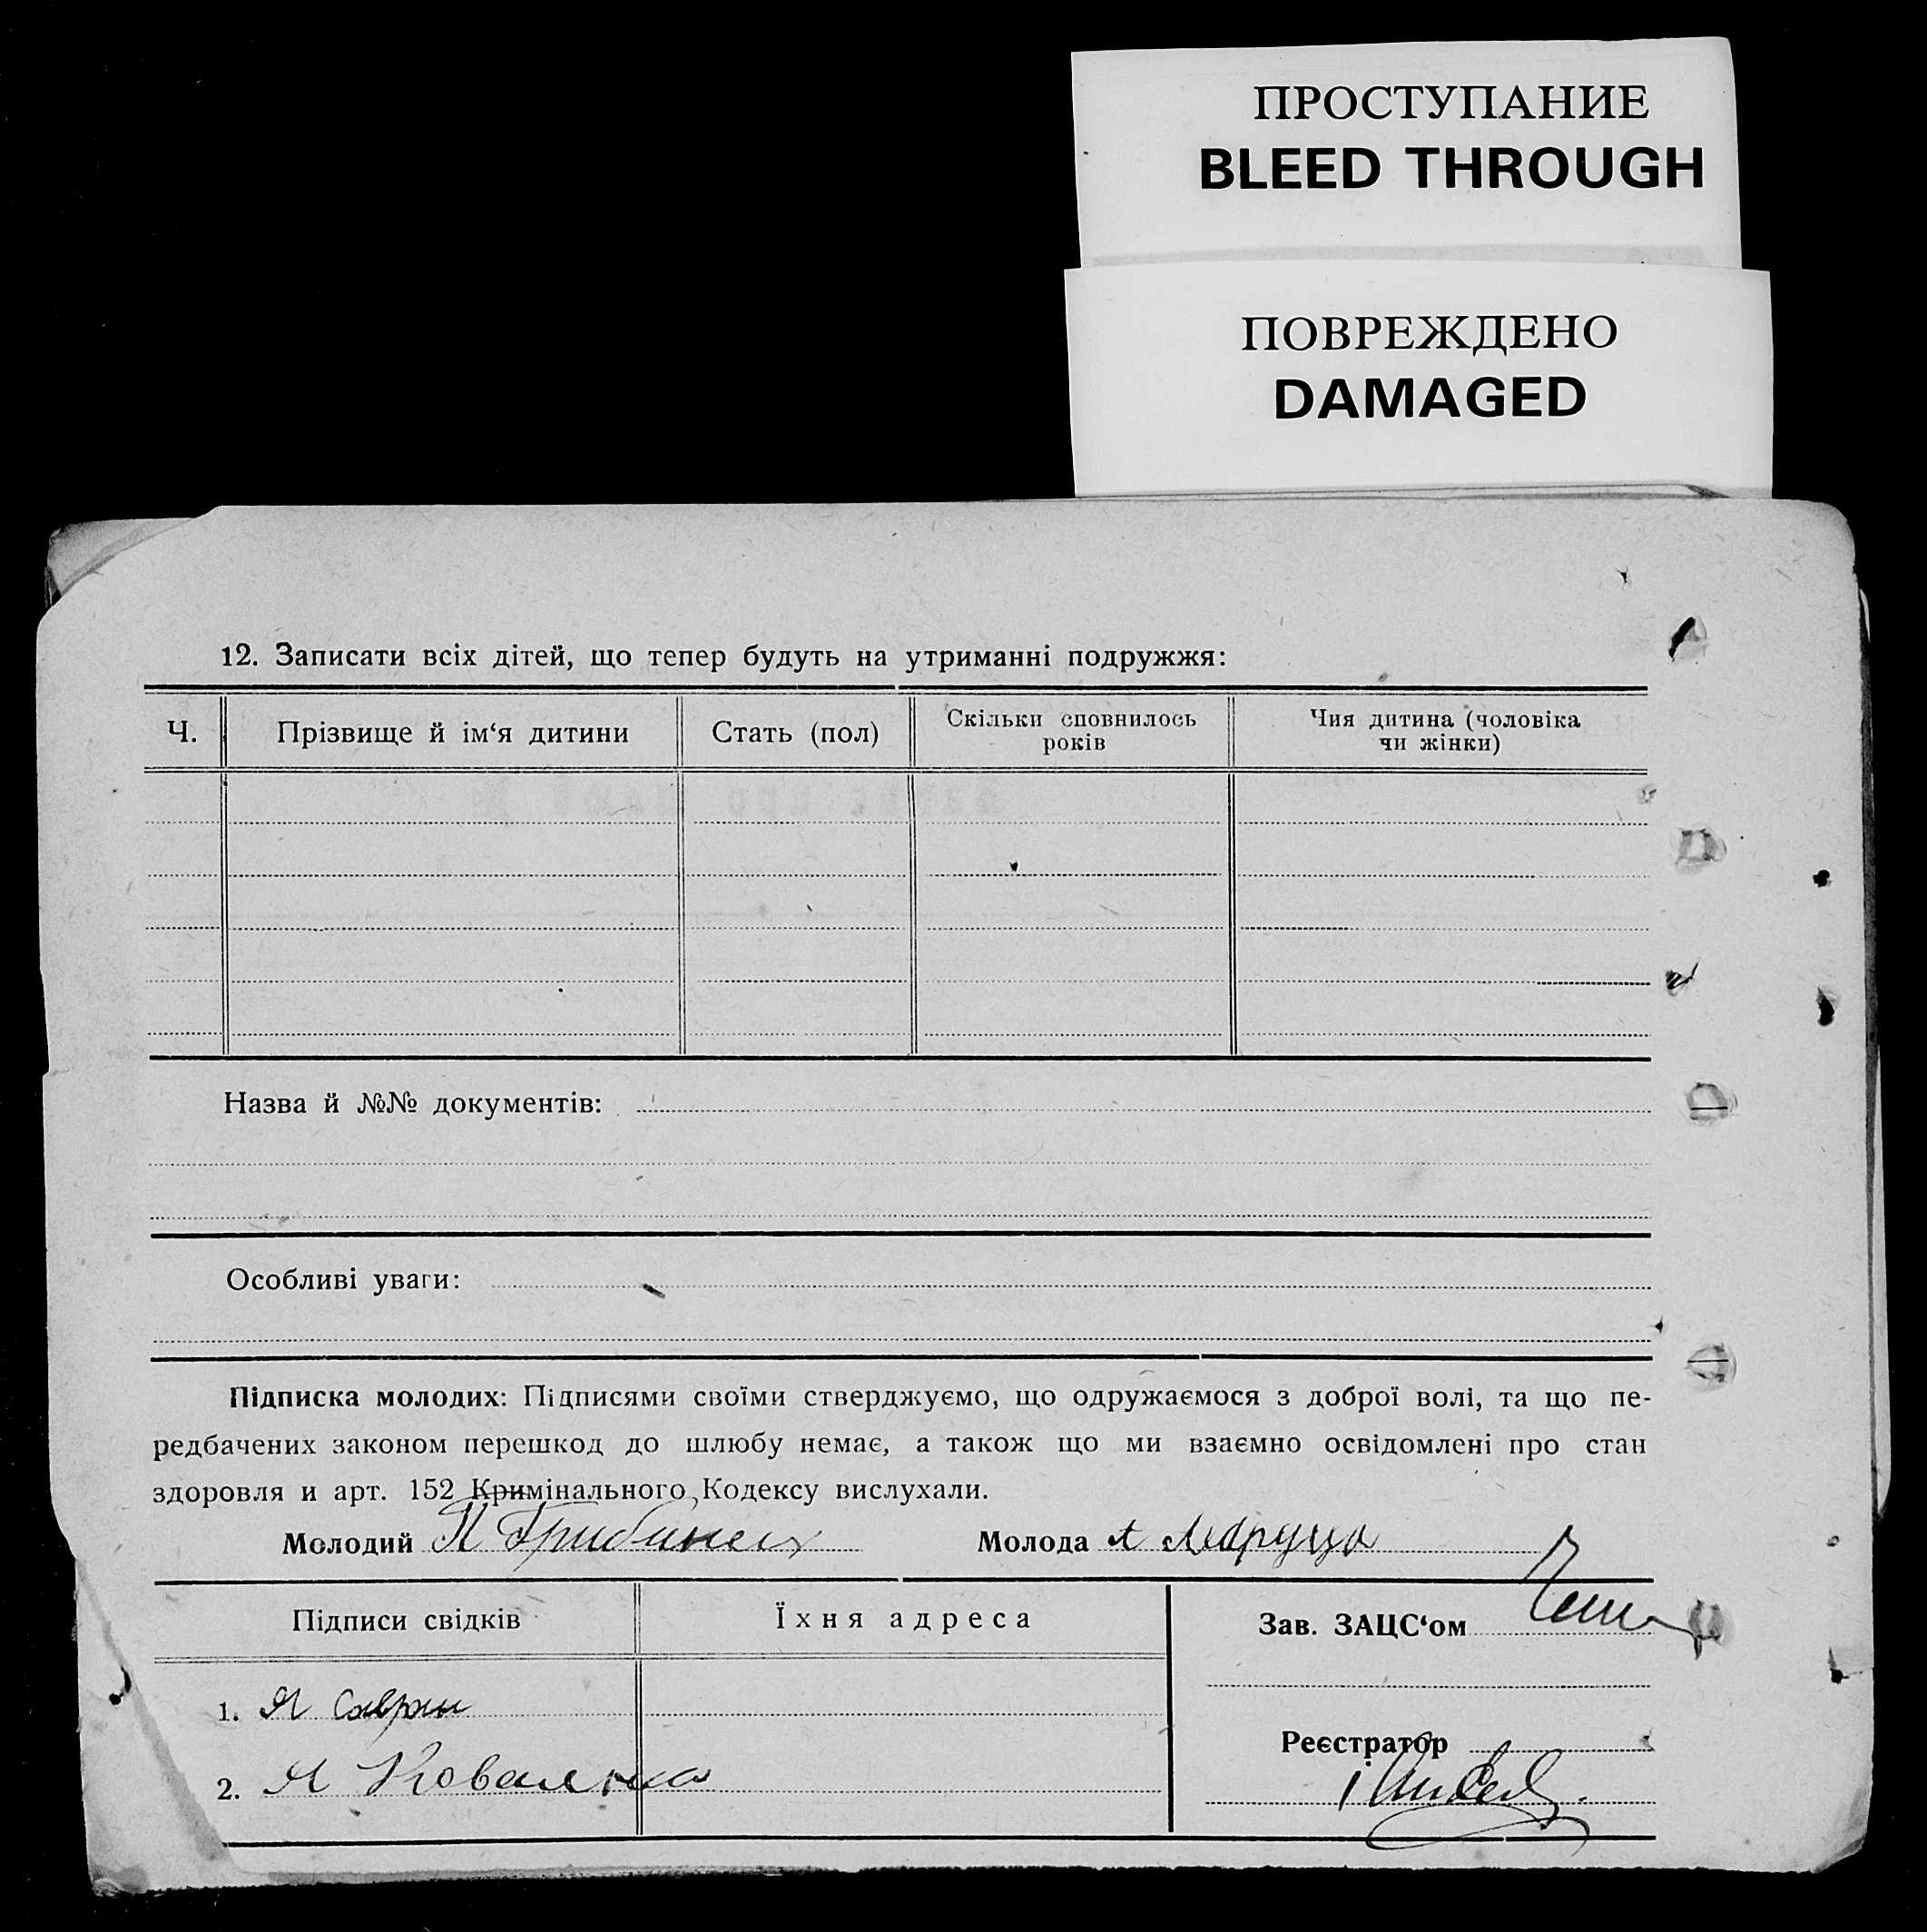 ПРОСТУПАНИЕ
BLEED THROUGH
ПОВРЕЖДЕНО
DAMAGED
12. Записати всіх дітей, що тепер будуть на утриманні подружжя:
Ч. Прізвище й ім‘я дитини Стать (пол) Скільки сповнилось років Чия дитина (чоловіка чи жінки)
Назва й №№ документів:
Особливі уваги:
Підписка молодих: Підписями своїми стверджуємо, що одружаємося з доброї волі, та що пе-
редбачених законом перешкод до шлюбу немає, а також що ми взаємно освідомлені про стан
здоровля и арт. 152 Кримінального Кодексу вислухали.
Молодий Молода
Підписи свідків Їхня адреса Зав. ЗАЦС‘ом
1.
Реєстратор
2.